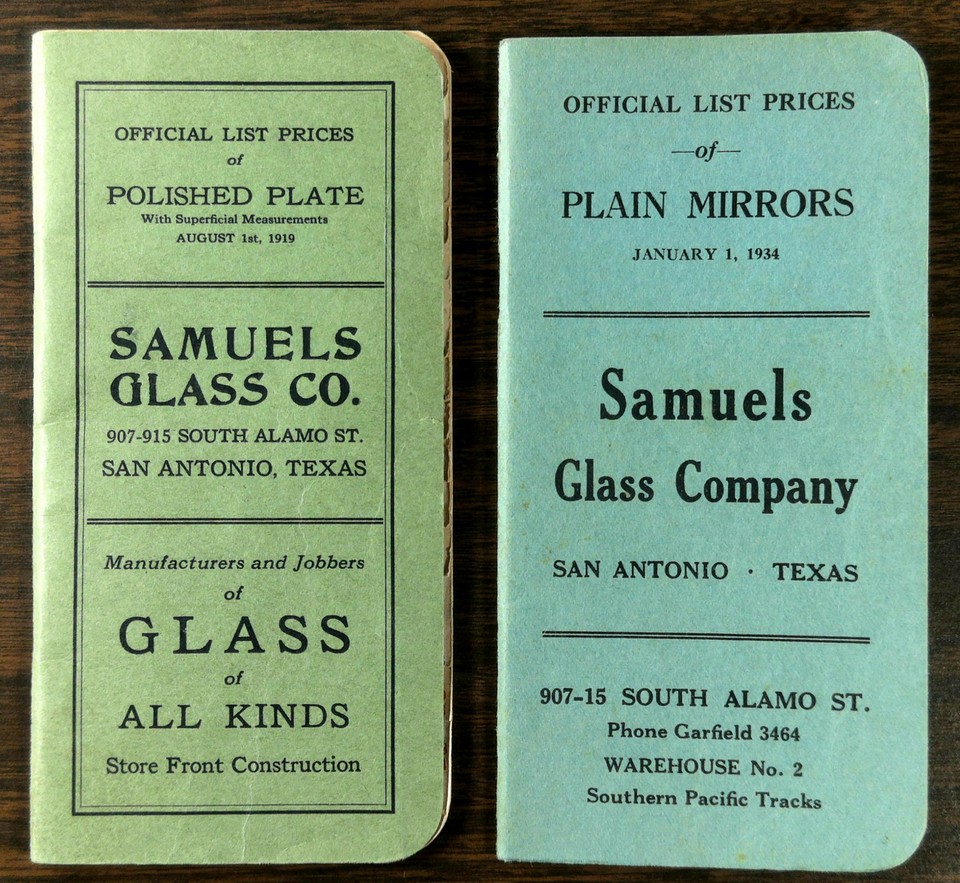 OFFICIAL LIST PRICES
of
POLISHED PLATE
With Superficial Measurements
AUGUST 1st, 1919
SAMUELS
GLASS CO.
907-915 SOUTH ALAMO ST.
SAN ANTONIO, TEXAS
Manufacturers and Jobbers
of
GLASS
of
ALL KINDS
Store Front Construction
OFFICIAL LIST PRICES
—of—
PLAIN MIRRORS
JANUARY 1, 1934
Samuels
Glass Company
SAN ANTONIO · TEXAS
907-15 SOUTH ALAMO ST.
Phone Garfield 3464
WAREHOUSE No. 2
Southern Pacific Tracks